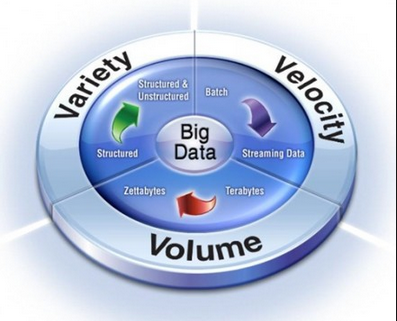 Variety
Velocity
Structured &
Unstructured
Batch
Big
Data
Structured
Streaming Data
Zettabytes
Terabytes
Volume